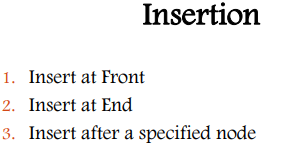 Insertion
1. Insert at Front
2. Insert at End
3. Insert after a specified node